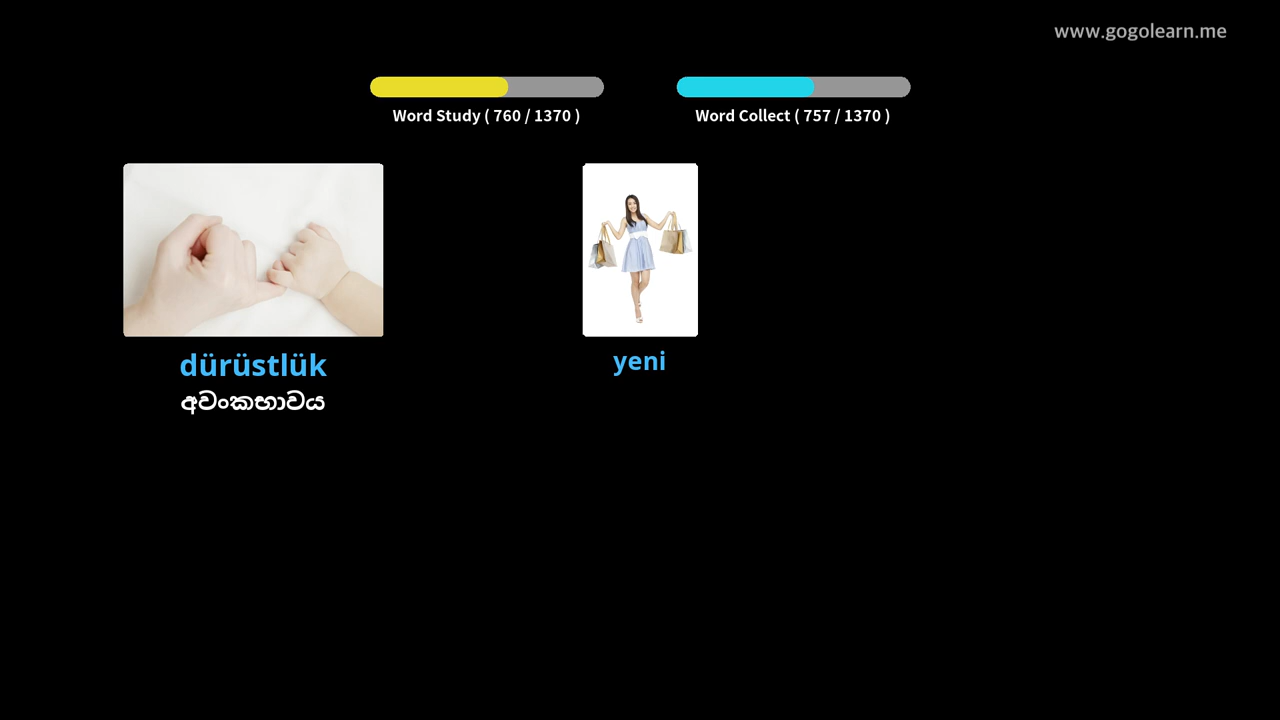 www.gogolearn.me
Word Study ( 760 / 1370 )
Word Collect ( 757 / 1370 )
dürüstlük
අවංකභාවය
yeni